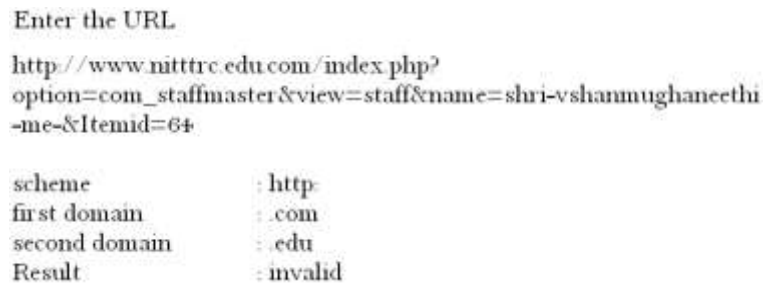 Enter the URL
http://www.nitttrc.edu.com/index.php?
option=com_staffmaster&view=staff&name=shri-vshanmughaneethi
-me-&Itemid=64
scheme : http:
first domain : .com
second domain : .edu
Result : invalid